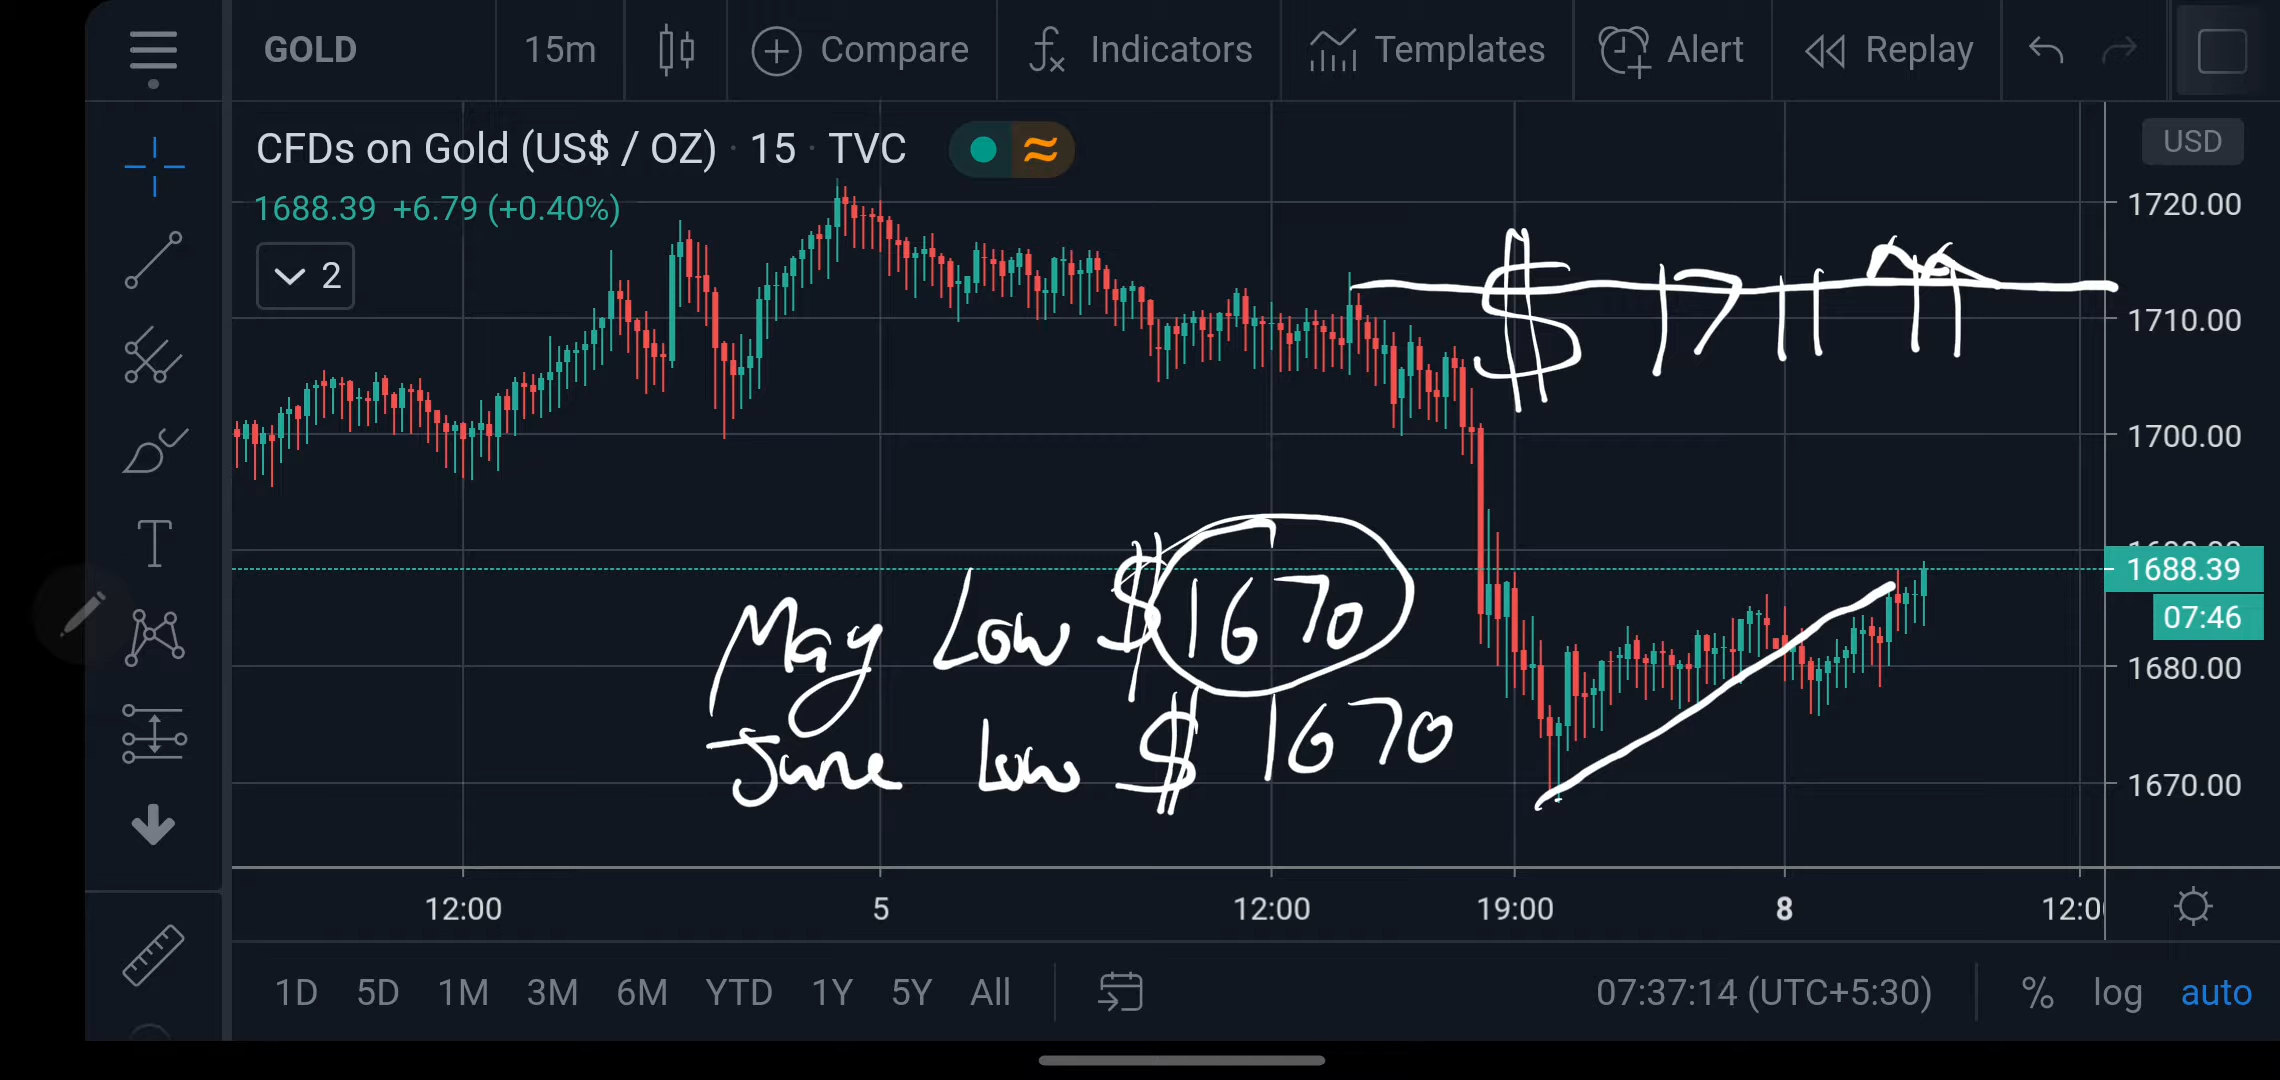 GOLD 15m Compare Indicators Templates Alert Replay
CFDs on Gold (US$ / OZ) · 15 · TVC
USD
1688.39 +6.79 (+0.40%)
2
1720.00
$
1710.00
1700.00
1688.39
07:46
May Low $1670
1680.00
June Low $1670
1670.00
12:00 5 12:00 19:00 8
1D 5D 1M 3M 6M YTD 1Y 5Y All 07:37:14 (UTC+5:30) % log auto